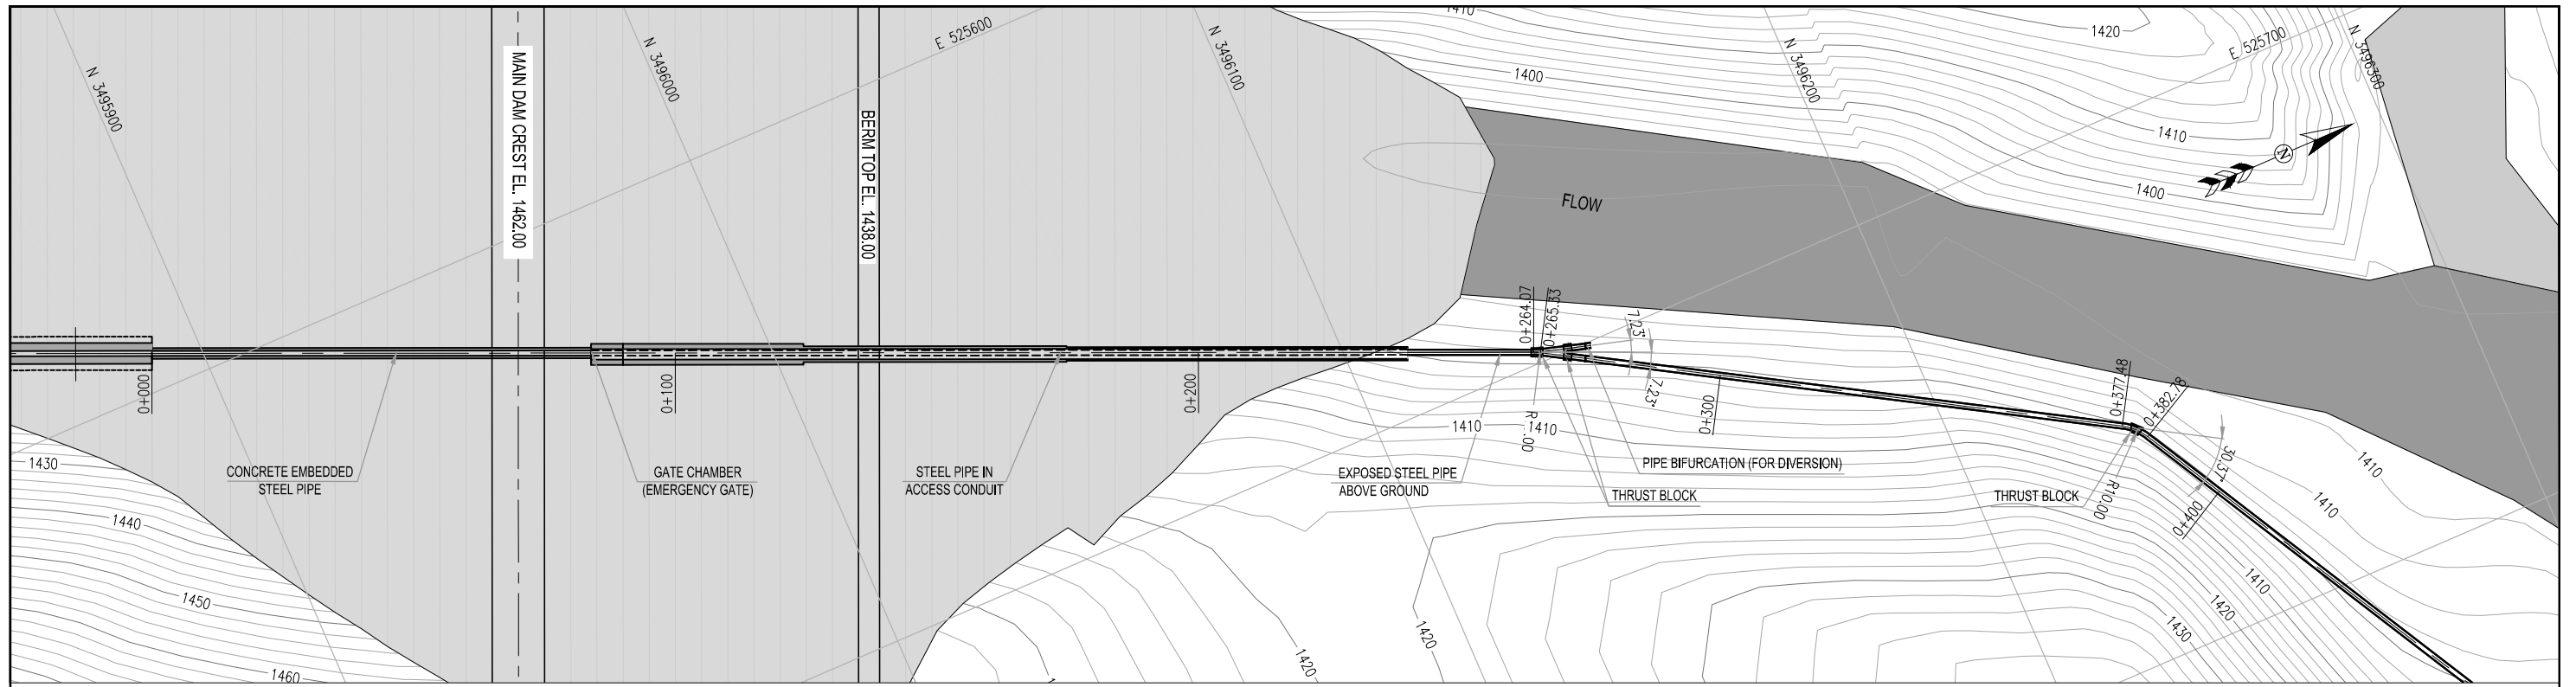 N 3495900
MAIN DAM CREST EL. 1462.00
N 3496000
BERM TOP EL. 1438.00
E 525600
N 3496100
1410
1400
FLOW
N 3496200
1420
E 525700
N 3496300
1410
1400
N
0+000
0+100
0+200
0+264.07
0+265.33
7.23°
7.23°
0+300
0+377.48
0+382.78
30.37°
R10.00
0+400
1410
1410
1430
CONCRETE EMBEDDED
STEEL PIPE
GATE CHAMBER
(EMERGENCY GATE)
STEEL PIPE IN
ACCESS CONDUIT
EXPOSED STEEL PIPE
ABOVE GROUND
PIPE BIFURCATION (FOR DIVERSION)
THRUST BLOCK
THRUST BLOCK
1410
1410
1440
1450
1460
1420
1420
1410
1420
1430